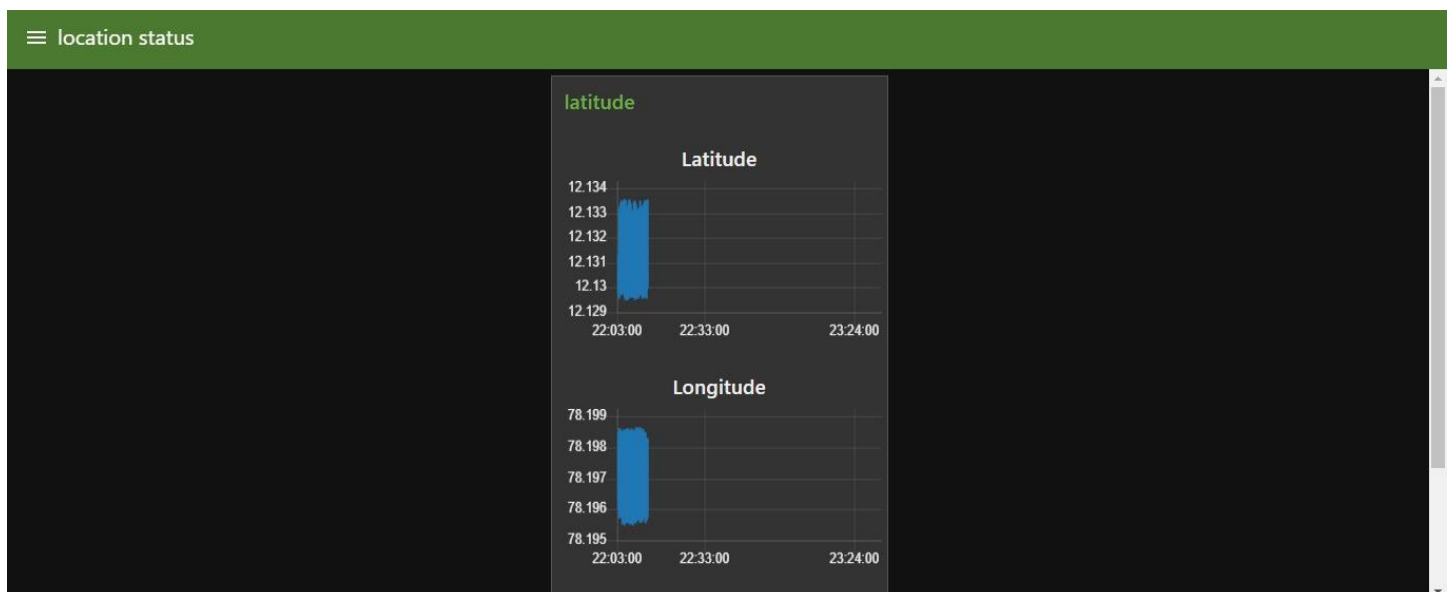 location status
latitude
Latitude
12.134
12.133
12.132
12.131
12.13
12.129
22:03:00 22:33:00 23:24:00
Longitude
78.199
78.198
78.197
78.196
78.195
22:03:00 22:33:00 23:24:00